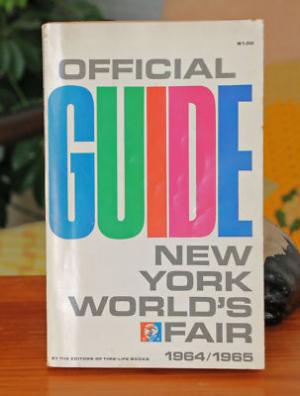 $1.00
OFFICIAL
GUIDE
NEW
YORK
WORLD'S
FAIR
1964/1965
BY THE EDITORS OF TIME-LIFE BOOKS